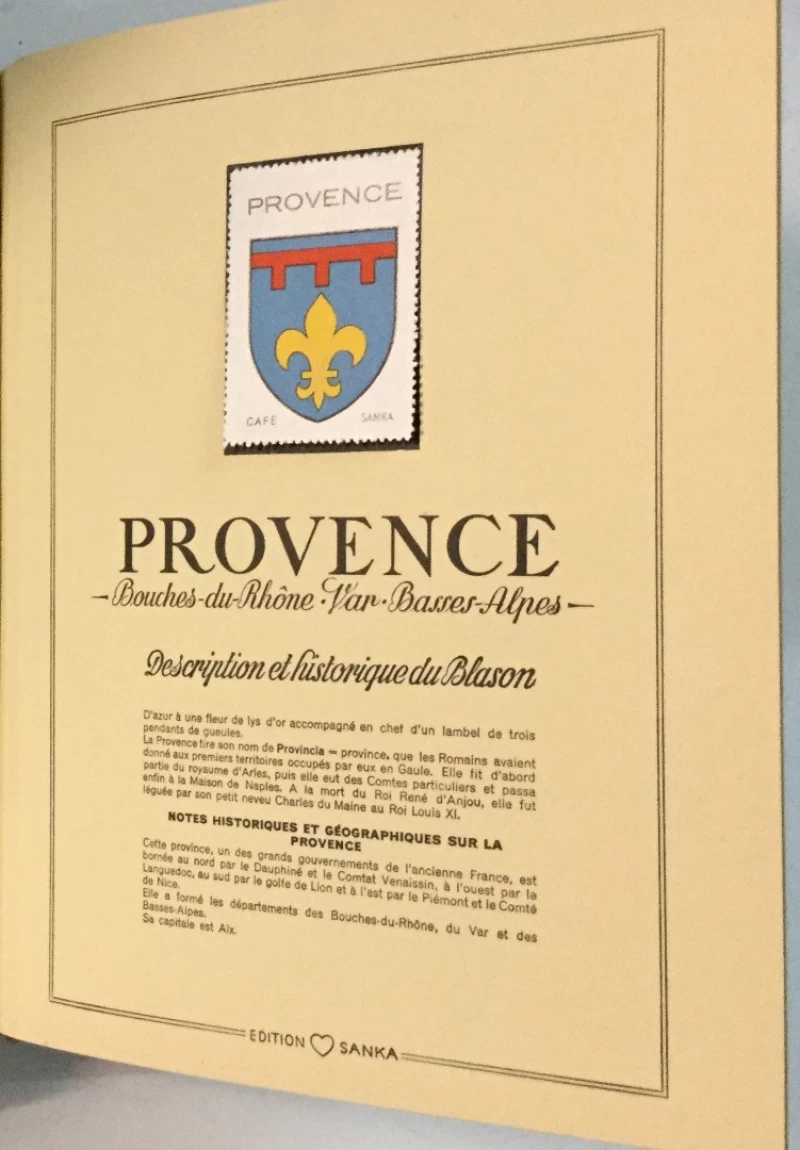 PROVENCE
CAFÉ SANKA
PROVENCE
Bouches-du-Rhône · Var · Basses-Alpes
Description et historique du Blason
D'azur à une fleur de lys d'or accompagné en chef d'un lambel de trois
pendants de gueules.
La Provence tire son nom de Provincia = province, que les Romains avaient
donné aux premiers territoires occupés par eux en Gaule. Elle fit d'abord
partie du royaume d'Arles, puis elle eut des Comtes particuliers et passa
enfin à la Maison de Naples. A la mort du Roi René d'Anjou, elle fut
léguée par son petit neveu Charles du Maine au Roi Louis XI.
NOTES HISTORIQUES ET GÉOGRAPHIQUES SUR LA
PROVENCE
Cette province, un des grands gouvernements de l'ancienne France, est
bornée au nord par le Dauphiné et le Comtat Venaissin, à l'ouest par le
Languedoc, au sud par le golfe de Lion et à l'est par le Piémont et le Comté
de Nice.
Elle a formé les départements des Bouches-du-Rhône, du Var et des
Basses-Alpes.
Sa capitale est Aix.
EDITION SANKA